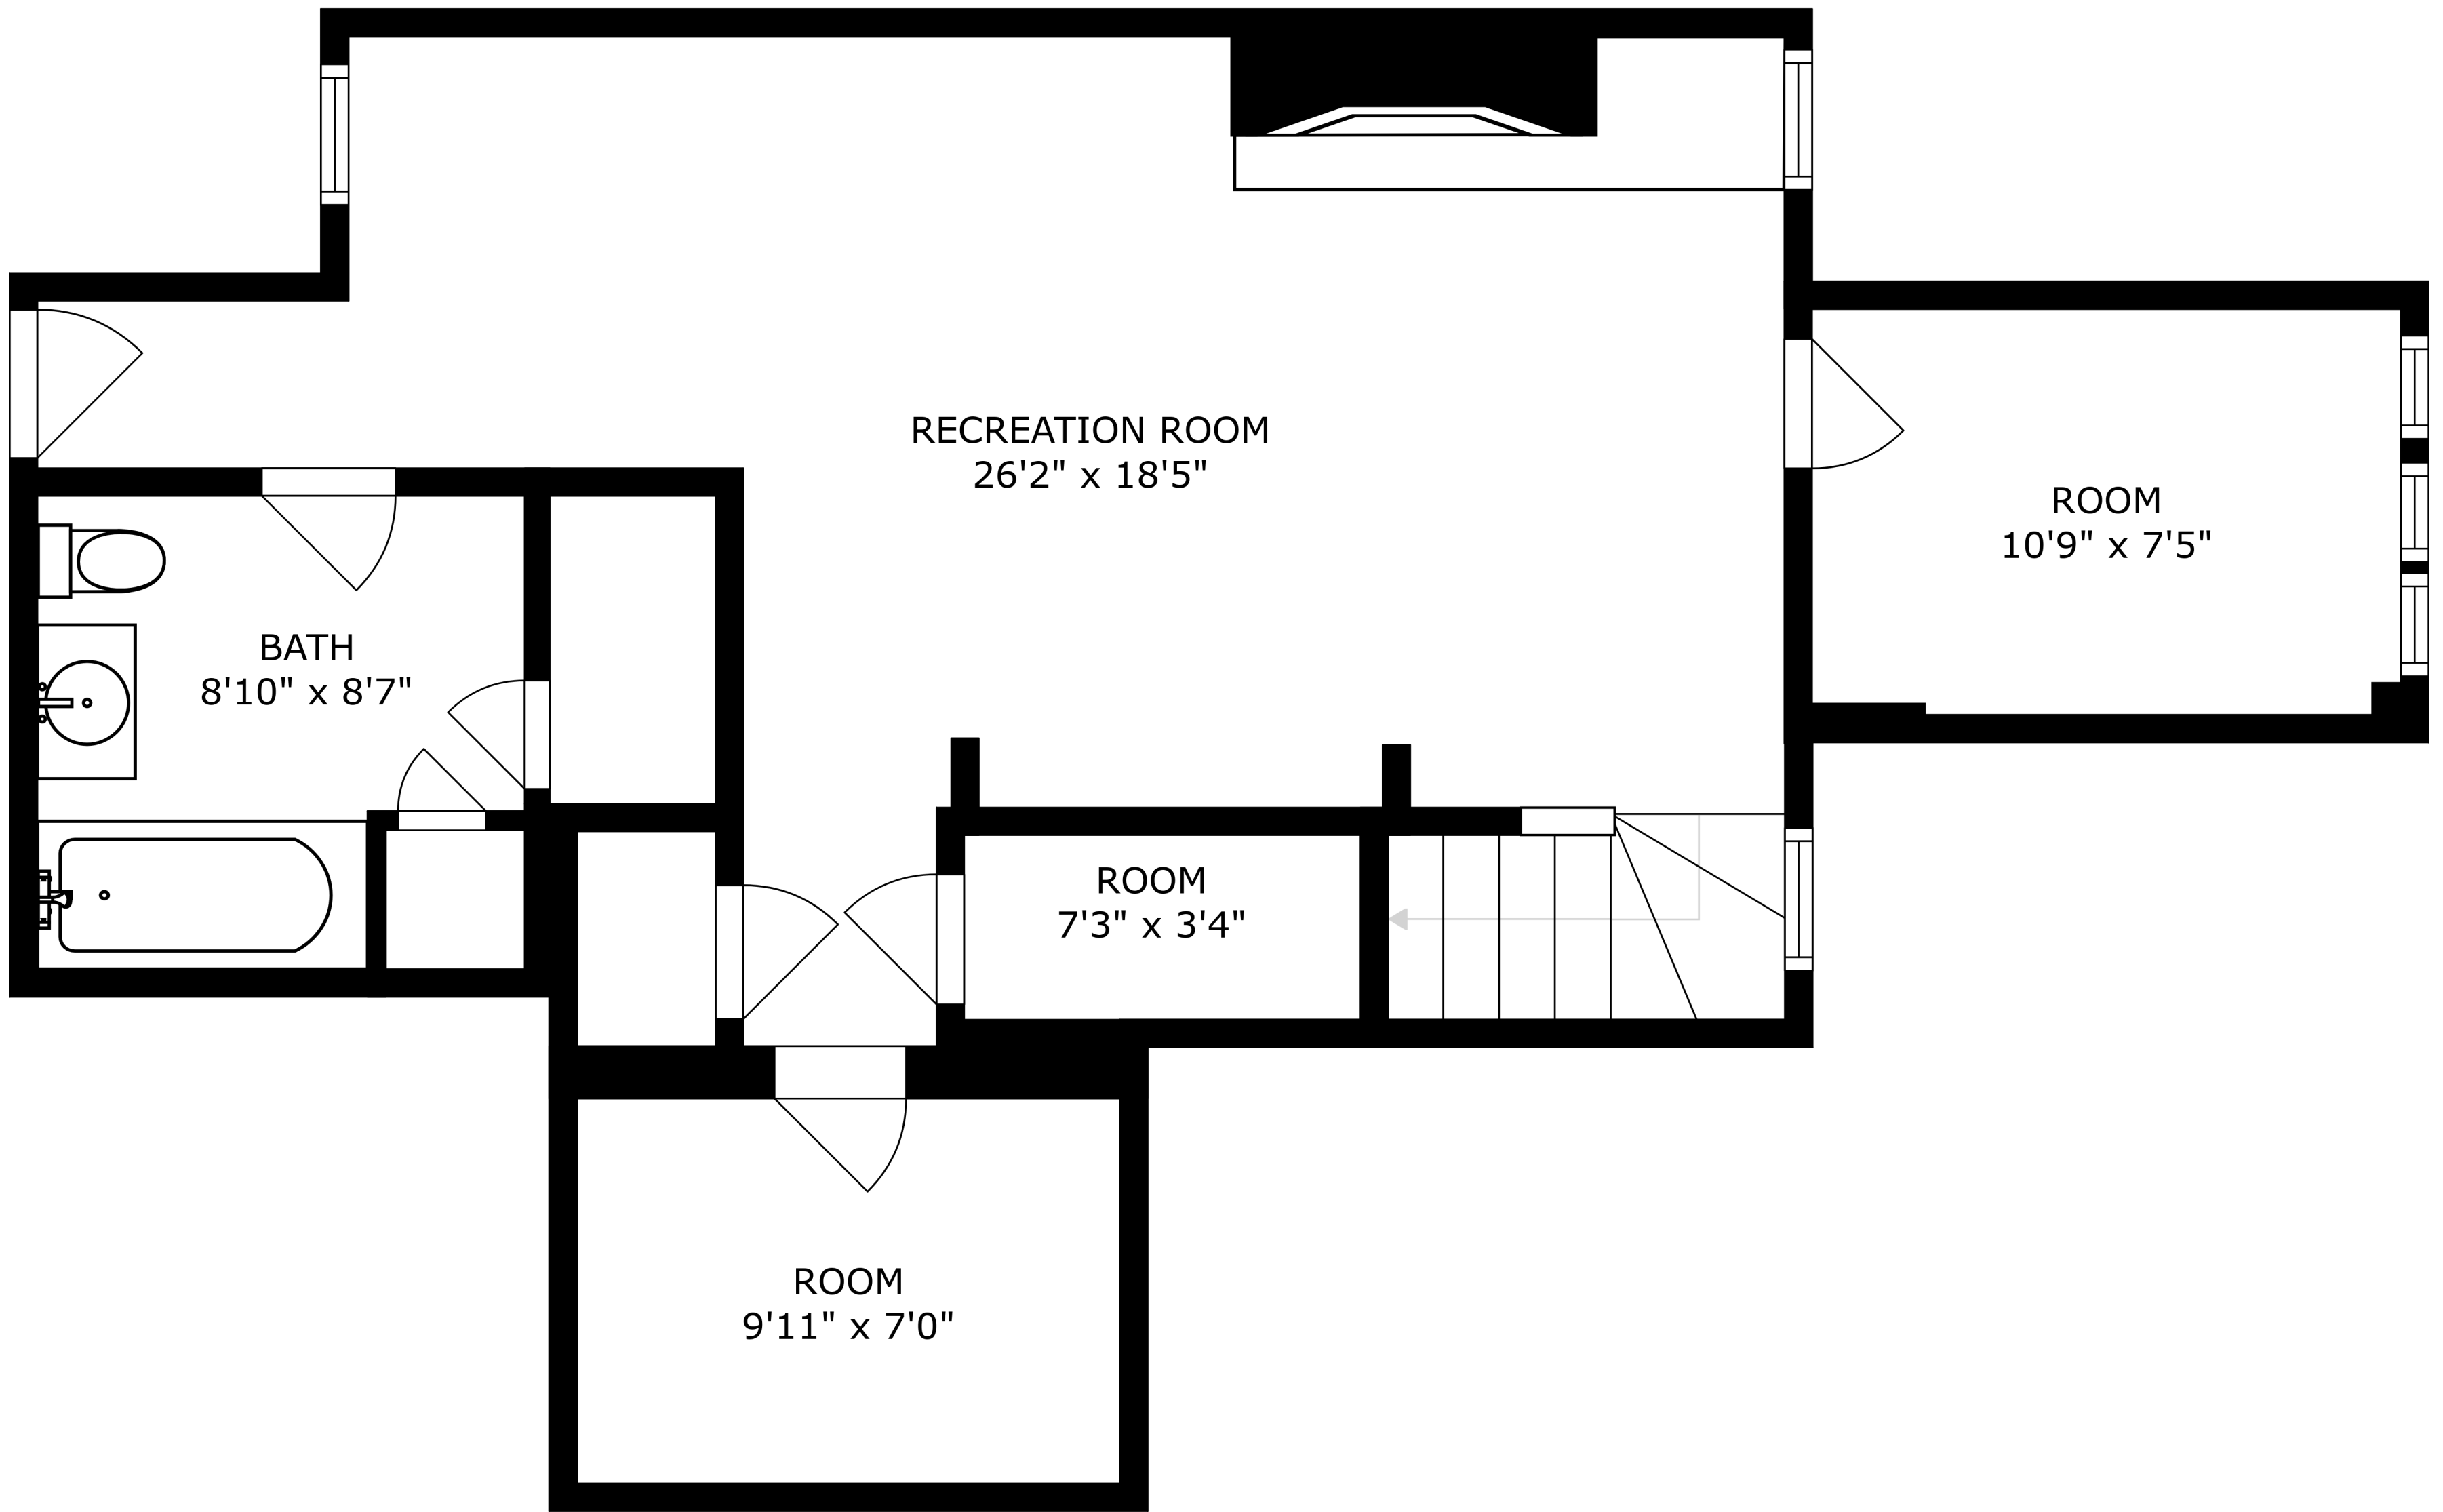 RECREATION ROOM
26'2" x 18'5"
ROOM
10'9" x 7'5"
BATH
8'10" x 8'7"
ROOM
7'3" x 3'4"
ROOM
9'11" x 7'0"